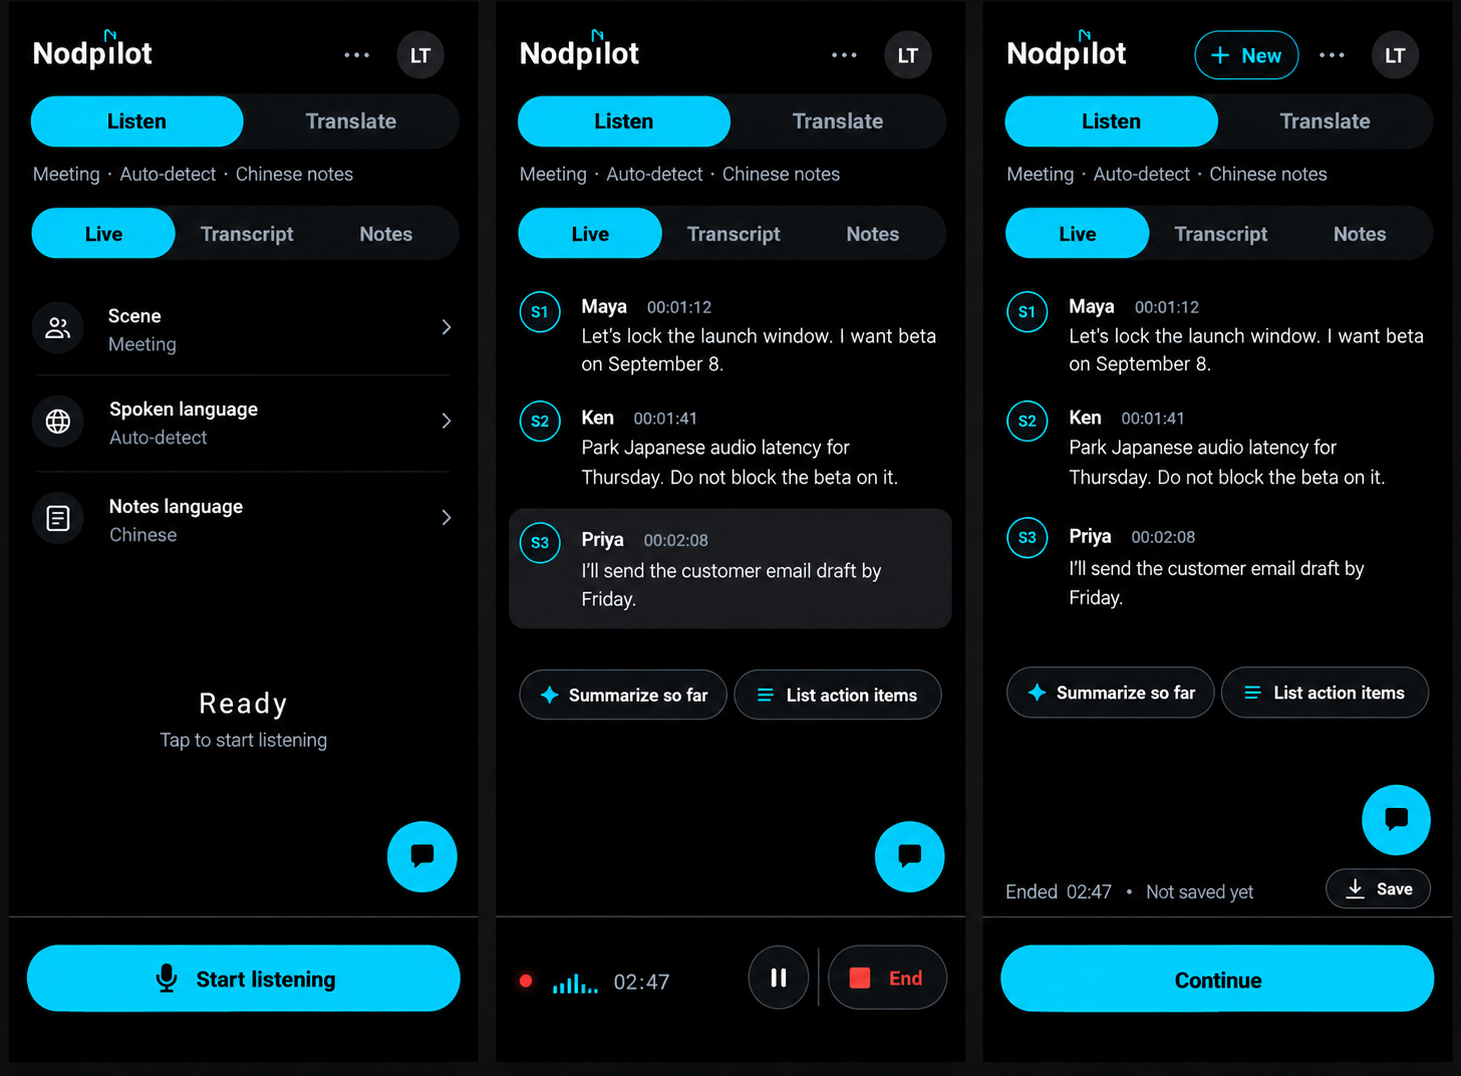 Nodpilot
LT
Listen
Translate
Meeting · Auto-detect · Chinese notes
Live
Transcript
Notes
Scene
Meeting
Spoken language
Auto-detect
Notes language
Chinese
Ready
Tap to start listening
Start listening
Nodpilot
LT
Listen
Translate
Meeting · Auto-detect · Chinese notes
Live
Transcript
Notes
S1
Maya 00:01:12
Let's lock the launch window. I want beta
on September 8.
S2
Ken 00:01:41
Park Japanese audio latency for
Thursday. Do not block the beta on it.
S3
Priya 00:02:08
I'll send the customer email draft by
Friday.
Summarize so far
List action items
02:47
End
Nodpilot
+ New
LT
Listen
Translate
Meeting · Auto-detect · Chinese notes
Live
Transcript
Notes
S1
Maya 00:01:12
Let's lock the launch window. I want beta
on September 8.
S2
Ken 00:01:41
Park Japanese audio latency for
Thursday. Do not block the beta on it.
S3
Priya 00:02:08
I'll send the customer email draft by
Friday.
Summarize so far
List action items
Ended 02:47 • Not saved yet
Save
Continue